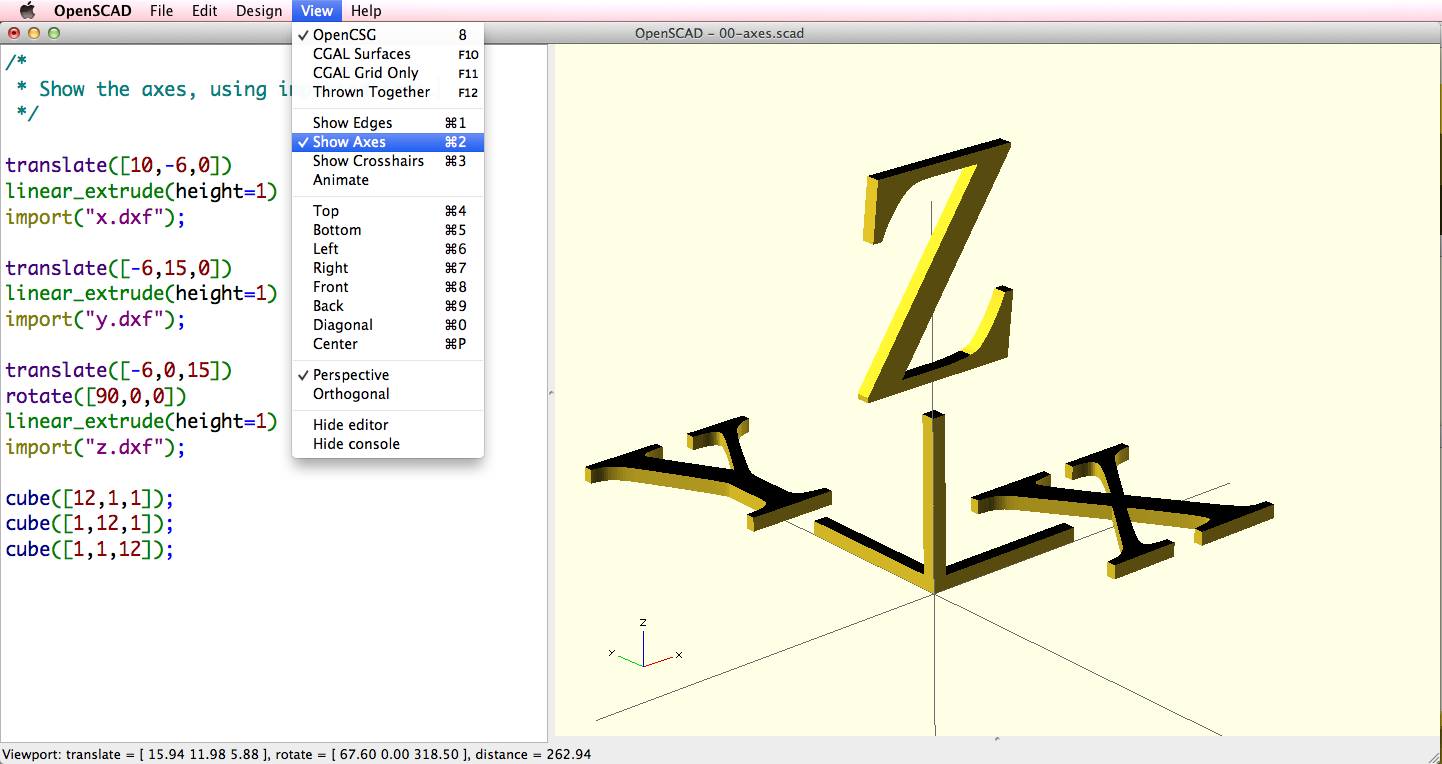 OpenSCAD File Edit Design View Help
OpenSCAD - 00-axes.scad
/*
* Show the axes, using i
*/
translate([10,-6,0])
linear_extrude(height=1)
import("x.dxf");
translate([-6,15,0])
linear_extrude(height=1)
import("y.dxf");
translate([-6,0,15])
rotate([90,0,0])
linear_extrude(height=1)
import("z.dxf");
cube([12,1,1]);
cube([1,12,1]);
cube([1,1,12]);
✓ OpenCSG 8
CGAL Surfaces F10
CGAL Grid Only F11
Thrown Together F12
Show Edges ⌘1
✓ Show Axes ⌘2
Show Crosshairs ⌘3
Animate
Top ⌘4
Bottom ⌘5
Left ⌘6
Right ⌘7
Front ⌘8
Back ⌘9
Diagonal ⌘0
Center ⌘P
✓ Perspective
Orthogonal
Hide editor
Hide console
Z
Y X
z
y x
Viewport: translate = [ 15.94 11.98 5.88 ], rotate = [ 67.60 0.00 318.50 ], distance = 262.94